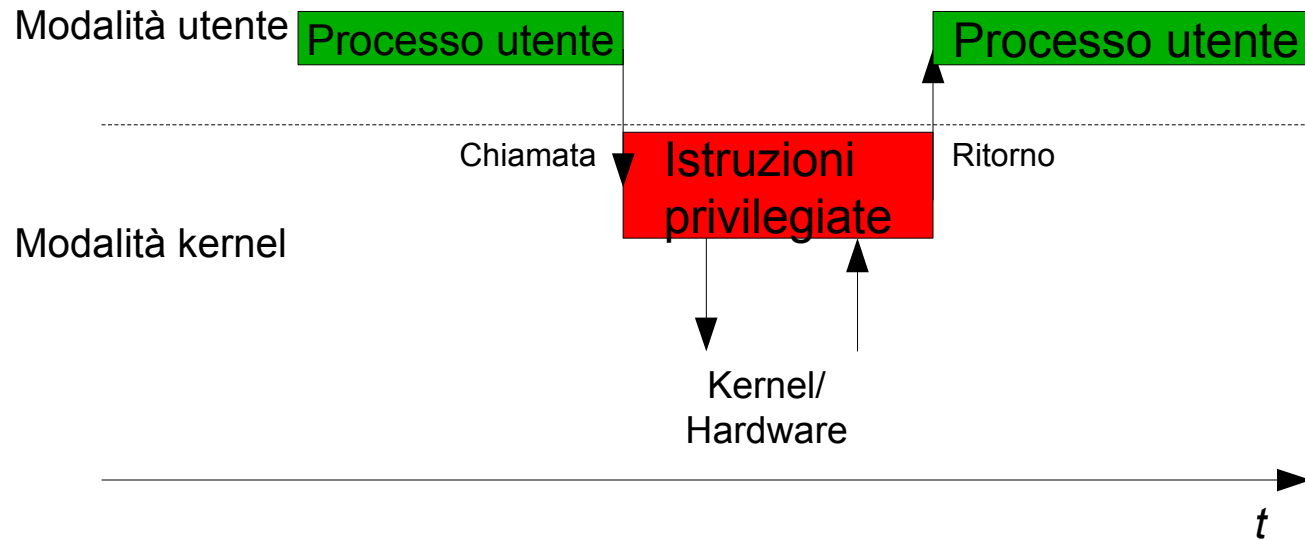 Modalità utente
Processo utente
Processo utente
Chiamata
Istruzioni
privilegiate
Ritorno
Modalità kernel
Kernel/
Hardware
t